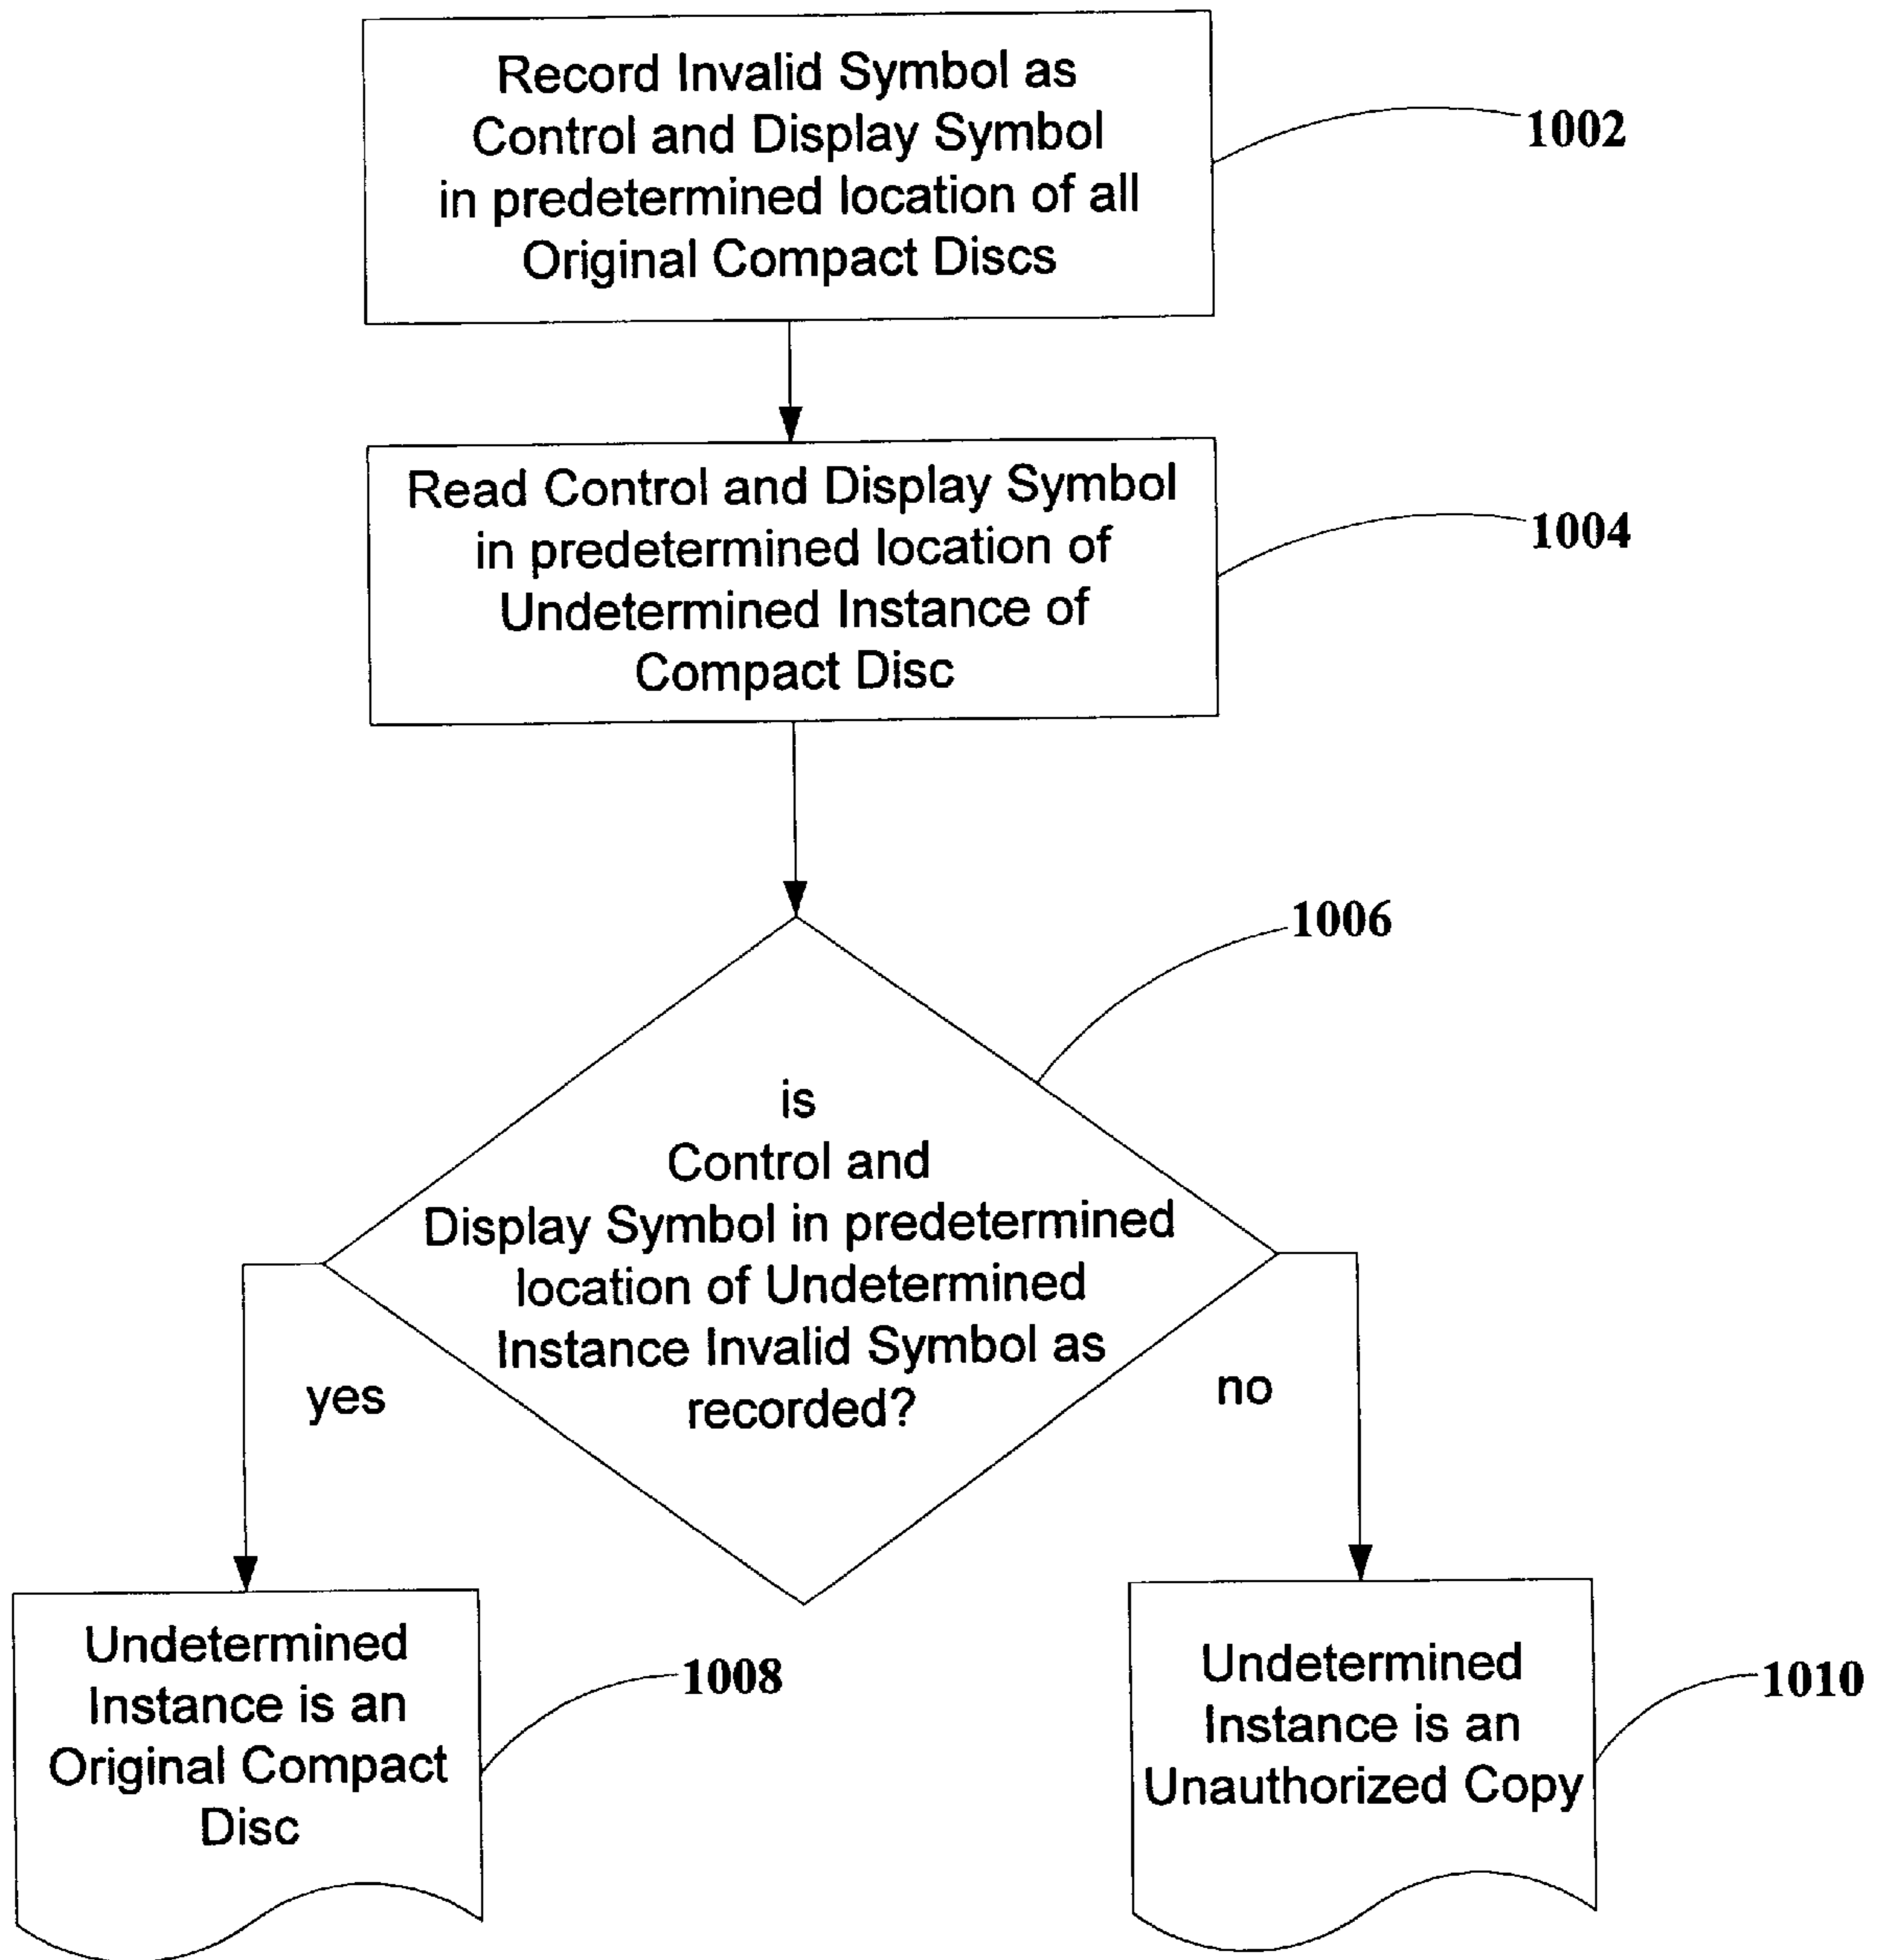 Record Invalid Symbol as
Control and Display Symbol
in predetermined location of all
Original Compact Discs
1002
Read Control and Display Symbol
in predetermined location of
Undetermined Instance of
Compact Disc
1004
1006
is
Control and
Display Symbol in predetermined
location of Undetermined
Instance Invalid Symbol as
recorded?
yes
no
Undetermined
Instance is an
Original Compact
Disc
1008
Undetermined
Instance is an
Unauthorized Copy
1010